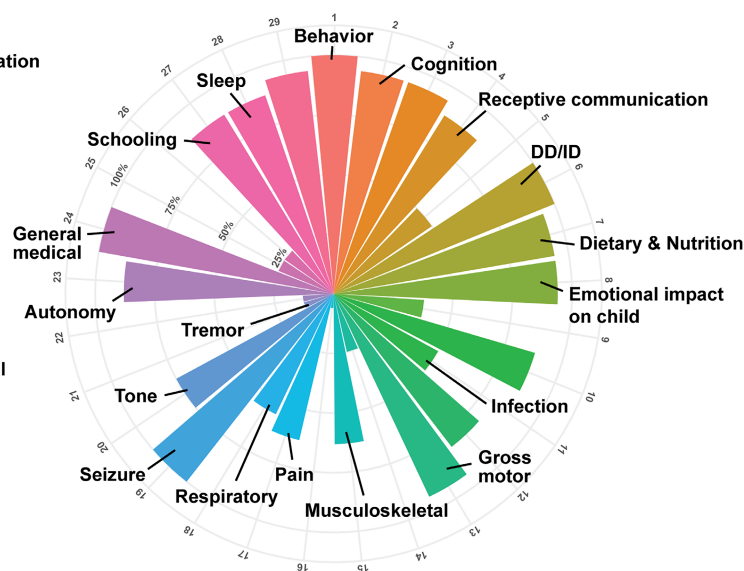 1
2
3
4
5
6
7
8
9
10
11
12
13
14
15
16
17
18
19
20
21
22
23
24
25
26
27
28
29
100%
75%
50%
25%
ation
Behavior
Cognition
Receptive communication
DD/ID
Dietary & Nutrition
Emotional impact
on child
Infection
Gross
motor
Musculoskeletal
Pain
Respiratory
Seizure
Tone
Tremor
Autonomy
General
medical
Schooling
Sleep
l